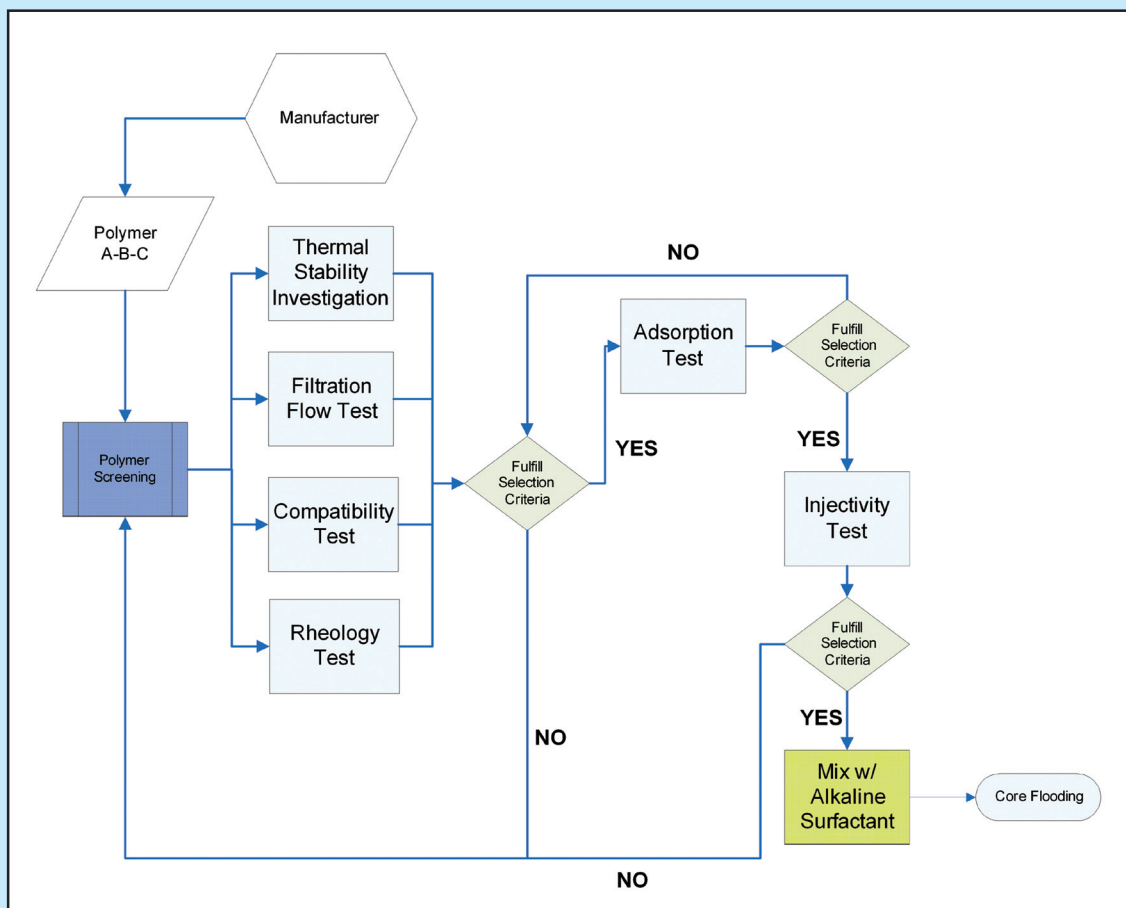 Manufacturer
Polymer
A-B-C
Thermal
Stability
Investigation
NO
Adsorption
Test
Fulfill
Selection
Criteria
Filtration
Flow Test
Polymer
Screening
Fulfill
Selection
Criteria
YES
YES
Compatibility
Test
Injectivity
Test
Rheology
Test
Fulfill
Selection
Criteria
NO
YES
Mix w/
Alkaline
Surfactant
Core Flooding
NO